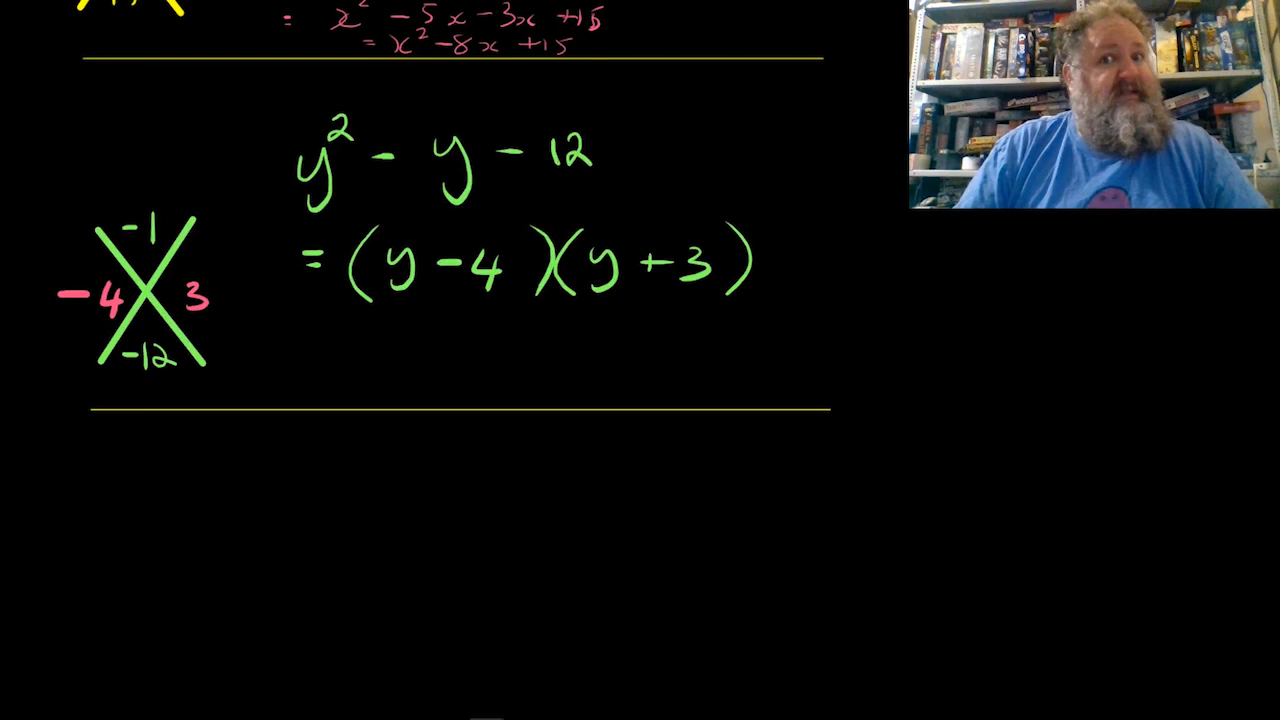 = x² - 5x - 3x + 15
= x² - 8x + 15
y² - y - 12
= (y - 4)(y + 3)
-1
-4 3
-12